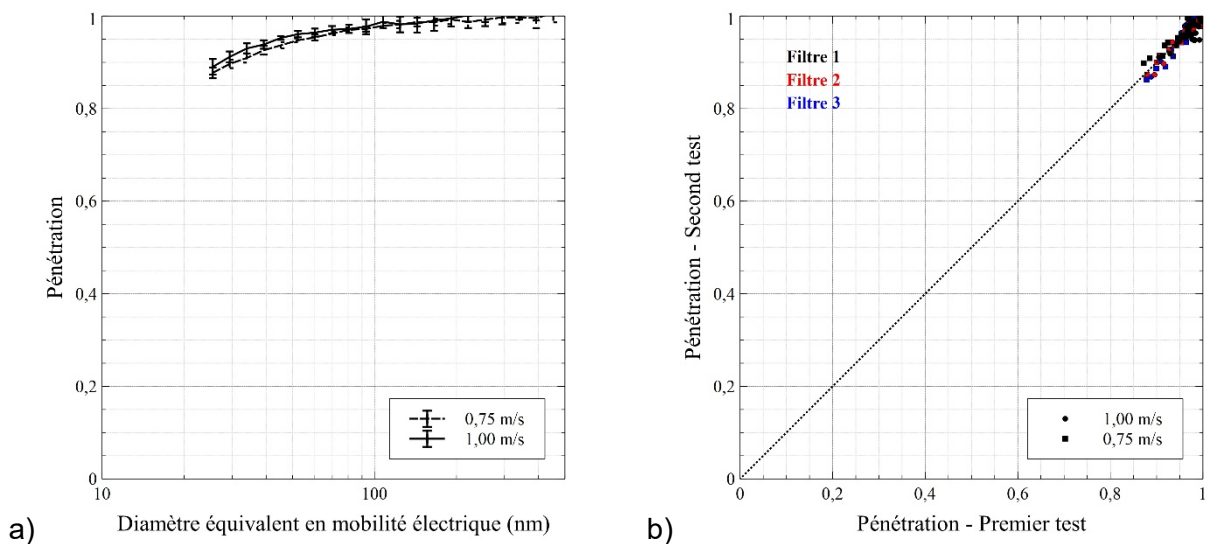 1
0,8
0,6
0,4
0,2
0
10
100
Pénétration
0,75 m/s
1,00 m/s
a)
Diamètre équivalent en mobilité électrique (nm)
1
0,8
0,6
0,4
0,2
0
0
0,2
0,4
0,6
0,8
1
Pénétration - Second test
Filtre 1
Filtre 2
Filtre 3
1,00 m/s
0,75 m/s
b)
Pénétration - Premier test